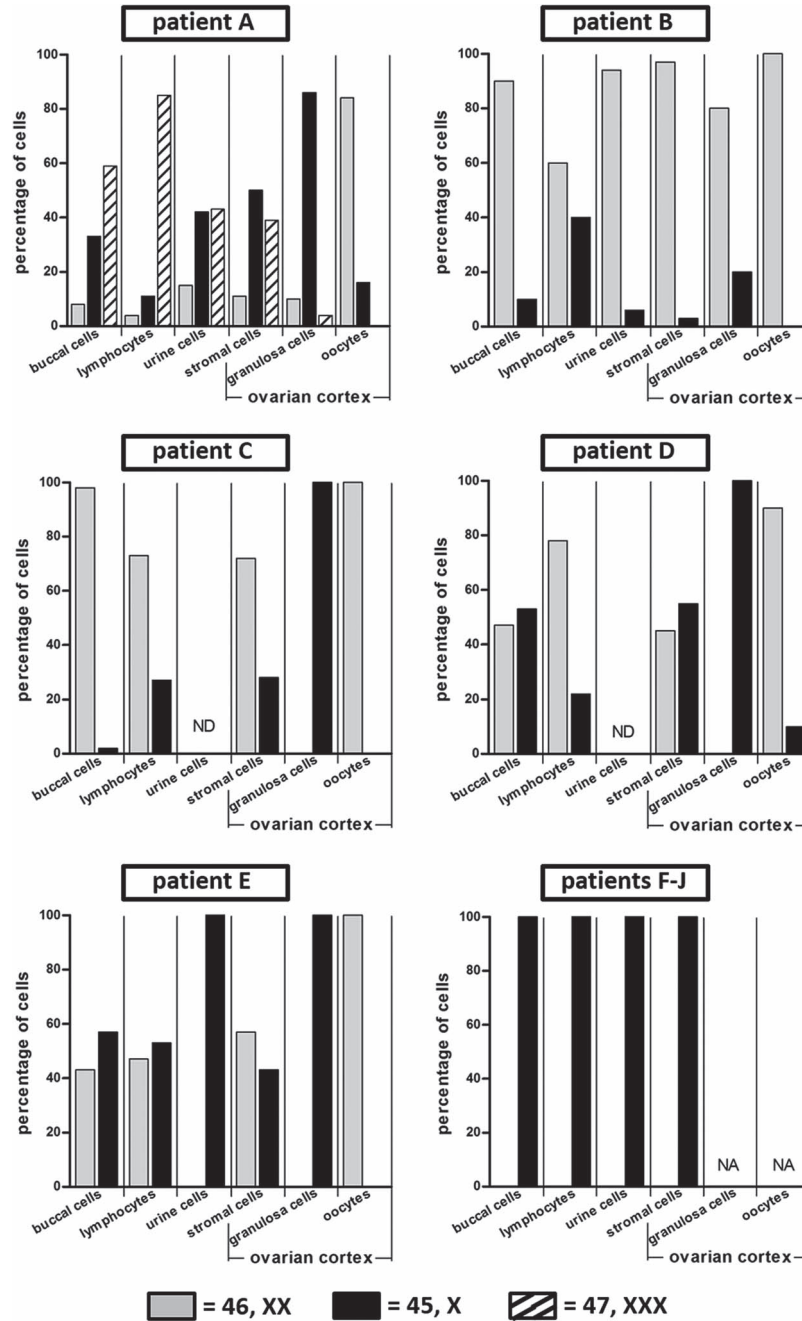 patient A
percentage of cells
100
80
60
40
20
0
buccal cells
lymphocytes
urine cells
stromal cells
granulosa cells
oocytes
ovarian cortex
patient B
percentage of cells
100
80
60
40
20
0
buccal cells
lymphocytes
urine cells
stromal cells
granulosa cells
oocytes
ovarian cortex
patient C
percentage of cells
100
80
60
40
20
0
ND
buccal cells
lymphocytes
urine cells
stromal cells
granulosa cells
oocytes
ovarian cortex
patient D
percentage of cells
100
80
60
40
20
0
ND
buccal cells
lymphocytes
urine cells
stromal cells
granulosa cells
oocytes
ovarian cortex
patient E
percentage of cells
100
80
60
40
20
0
buccal cells
lymphocytes
urine cells
stromal cells
granulosa cells
oocytes
ovarian cortex
patients F-J
percentage of cells
100
80
60
40
20
0
NA
NA
buccal cells
lymphocytes
urine cells
stromal cells
granulosa cells
oocytes
ovarian cortex
= 46, XX = 45, X = 47, XXX